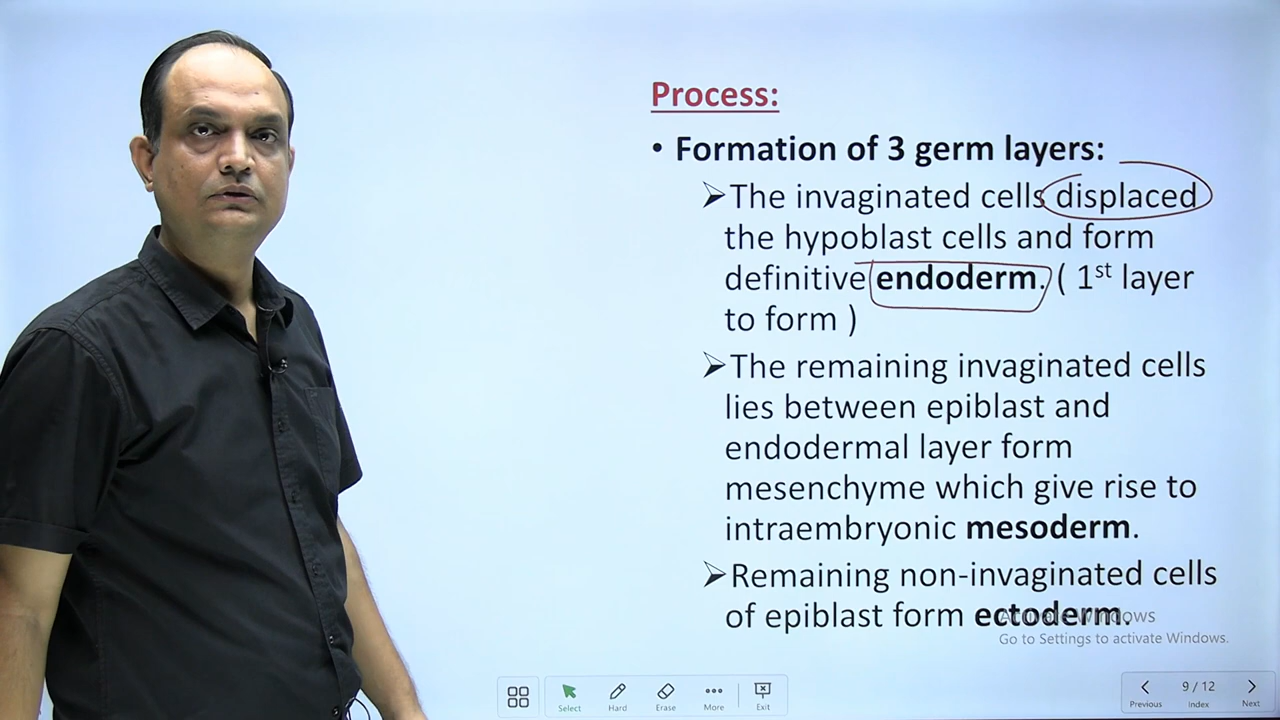 Process:
• Formation of 3 germ layers:
➢The invaginated cells displaced
the hypoblast cells and form
definitive endoderm. ( 1st layer
to form )
➢The remaining invaginated cells
lies between epiblast and
endodermal layer form
mesenchyme which give rise to
intraembryonic mesoderm.
➢Remaining non-invaginated cells
of epiblast form ectoderm.
Activate Windows
Go to Settings to activate Windows.
Select Hard Erase More Exit
9 / 12
Previous Index Next